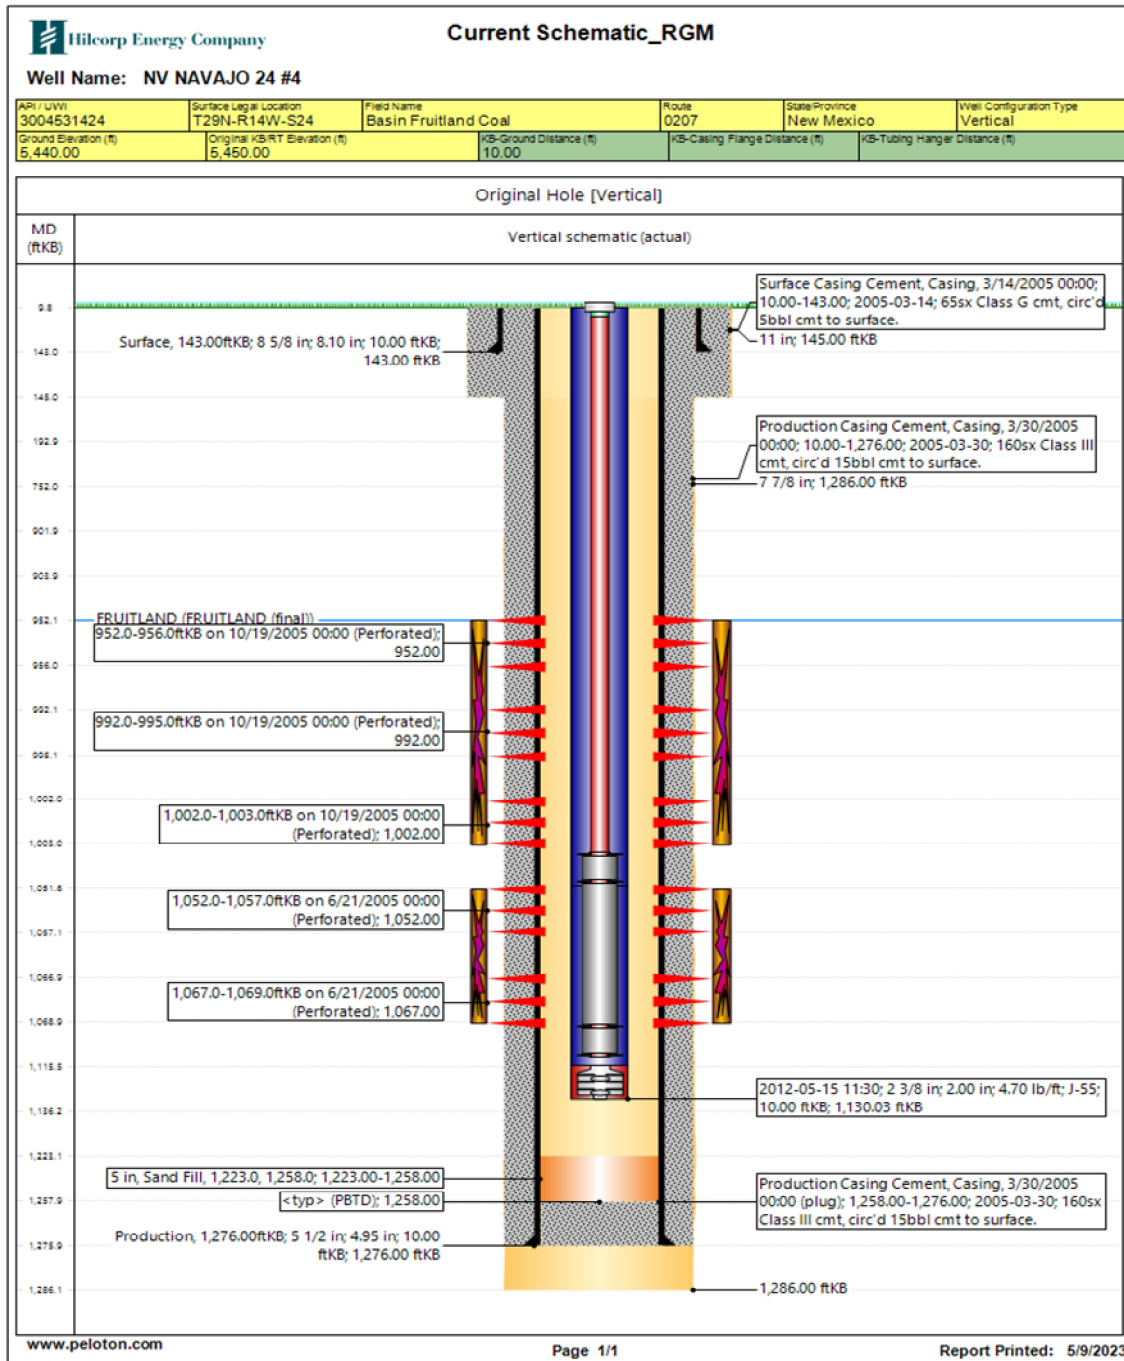 Hilcorp Energy Company
Current Schematic_RGM
Well Name: NV NAVAJO 24 #4
API / UWI
3004531424
Surface Legal Location
T29N-R14W-S24
Field Name
Basin Fruitland Coal
Route
0207
State/Province
New Mexico
Well Configuration Type
Vertical
Ground Elevation (ft)
5,440.00
Original KB/RT Elevation (ft)
5,450.00
KB-Ground Distance (ft)
10.00
KB-Casing Flange Distance (ft)
KB-Tubing Hanger Distance (ft)
Original Hole [Vertical]
MD
(ftKB)
Vertical schematic (actual)
9.8
Surface Casing Cement, Casing, 3/14/2005 00:00;
10.00-143.00; 2005-03-14; 65sx Class G cmt, circ'd
5bbl cmt to surface.
11 in; 145.00 ftKB
Surface, 143.00ftKB; 8 5/8 in; 8.10 in; 10.00 ftKB;
143.00 ftKB
143.0
145.0
192.9
Production Casing Cement, Casing, 3/30/2005
00:00; 10.00-1,276.00; 2005-03-30; 160sx Class III
cmt, circ'd 15bbl cmt to surface.
7 7/8 in; 1,286.00 ftKB
752.0
901.9
903.9
952.1
FRUITLAND (FRUITLAND (final))
952.0-956.0ftKB on 10/19/2005 00:00 (Perforated);
952.00
956.0
992.1
992.0-995.0ftKB on 10/19/2005 00:00 (Perforated);
992.00
995.1
1,002.0
1,002.0-1,003.0ftKB on 10/19/2005 00:00
(Perforated); 1,002.00
1,003.0
1,051.8
1,052.0-1,057.0ftKB on 6/21/2005 00:00
(Perforated); 1,052.00
1,057.1
1,066.9
1,067.0-1,069.0ftKB on 6/21/2005 00:00
(Perforated); 1,067.00
1,068.9
1,115.5
2012-05-15 11:30; 2 3/8 in; 2.00 in; 4.70 lb/ft; J-55;
10.00 ftKB; 1,130.03 ftKB
1,136.2
1,223.1
5 in, Sand Fill, 1,223.0, 1,258.0; 1,223.00-1,258.00
<typ> (PBTD); 1,258.00
1,257.9
Production Casing Cement, Casing, 3/30/2005
00:00 (plug); 1,258.00-1,276.00; 2005-03-30; 160sx
Class III cmt, circ'd 15bbl cmt to surface.
Production, 1,276.00ftKB; 5 1/2 in; 4.95 in; 10.00
ftKB; 1,276.00 ftKB
1,275.9
1,286.1
1,286.00 ftKB
www.peloton.com
Page 1/1
Report Printed: 5/9/2023